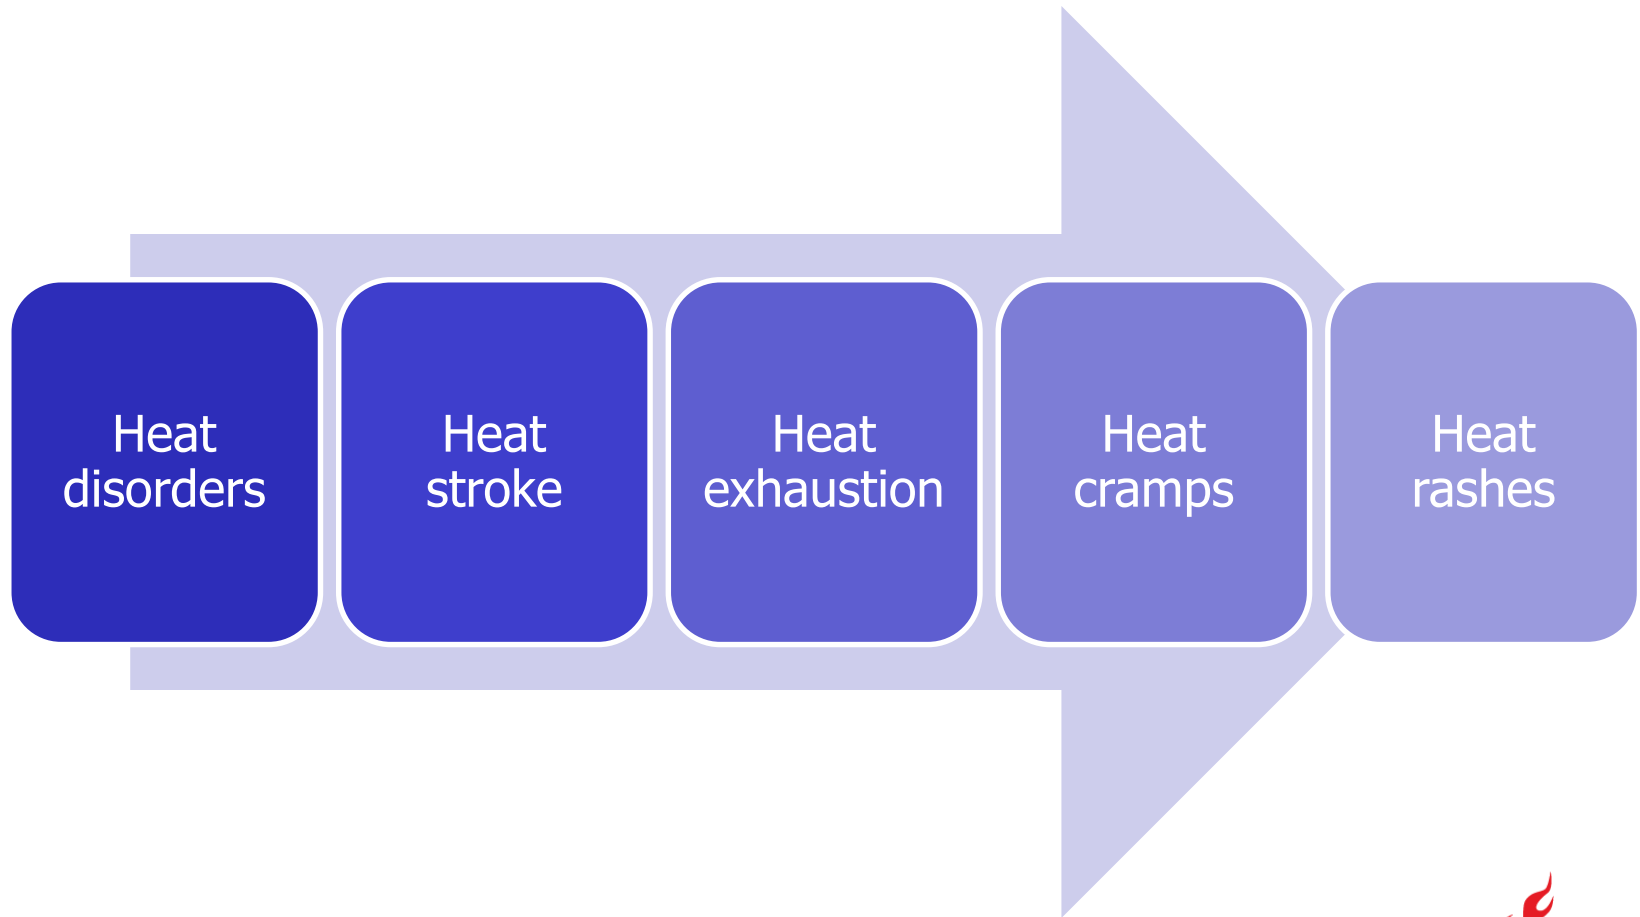 Heat
disorders
Heat
stroke
Heat
exhaustion
Heat
cramps
Heat
rashes